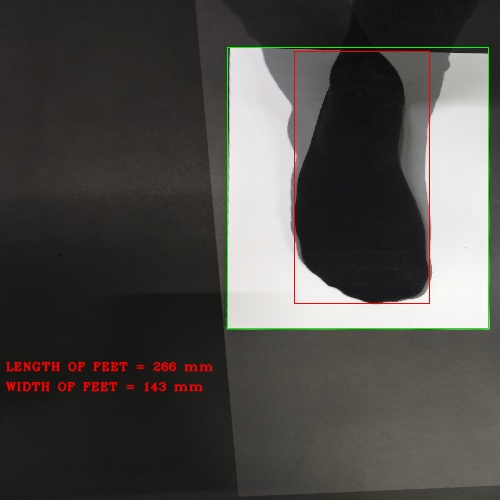 LENGTH OF FEET = 266 mm
WIDTH OF FEET = 143 mm